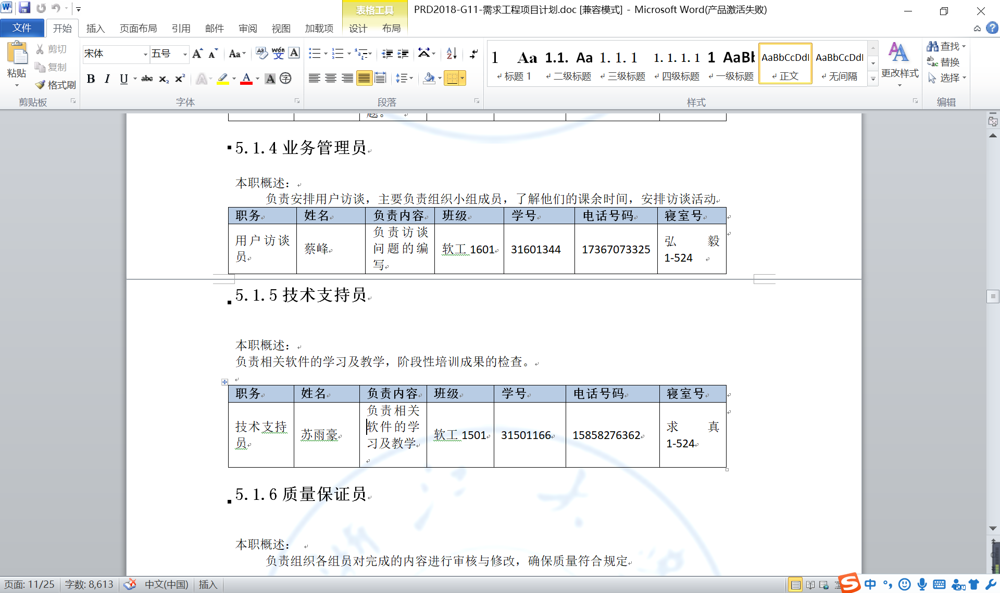 表格工具
PRD2018-G11-需求工程项目计划.doc [兼容模式] - Microsoft Word(产品激活失败)
文件 开始 插入 页面布局 引用 邮件 审阅 视图 加载项 设计 布局
粘贴 剪切 复制 格式刷
宋体 五号
1 Aa 标题 1
1.1. Aa 二级标题
1. 1. 1 三级标题
1. 1. 1. 1 四级标题
1 AaBb 一级标题
AaBbCcDdI 正文
AaBbCcDdI 无间隔
更改样式
查找
替换
选择
剪贴板 字体 段落 样式 编辑
题。
5.1.4 业务管理员
本职概述：
负责安排用户访谈，主要负责组织小组成员，了解他们的课余时间，安排访谈活动
职务 姓名 负责内容 班级 学号 电话号码 寝室号
用户访谈员 蔡峰 负责访谈问题的编写 软工 1601 31601344 17367073325 弘毅 1-524
5.1.5 技术支持员
本职概述：
负责相关软件的学习及教学，阶段性培训成果的检查。
职务 姓名 负责内容 班级 学号 电话号码 寝室号
技术支持员 苏雨豪 负责相关软件的学习及教学 软工 1501 31501166 15858276362 求真 1-524
5.1.6 质量保证员
本职概述：
负责组织各组员对完成的内容进行审核与修改，确保质量符合规定
页面: 11/25 字数: 8,613 中文(中国) 插入
中